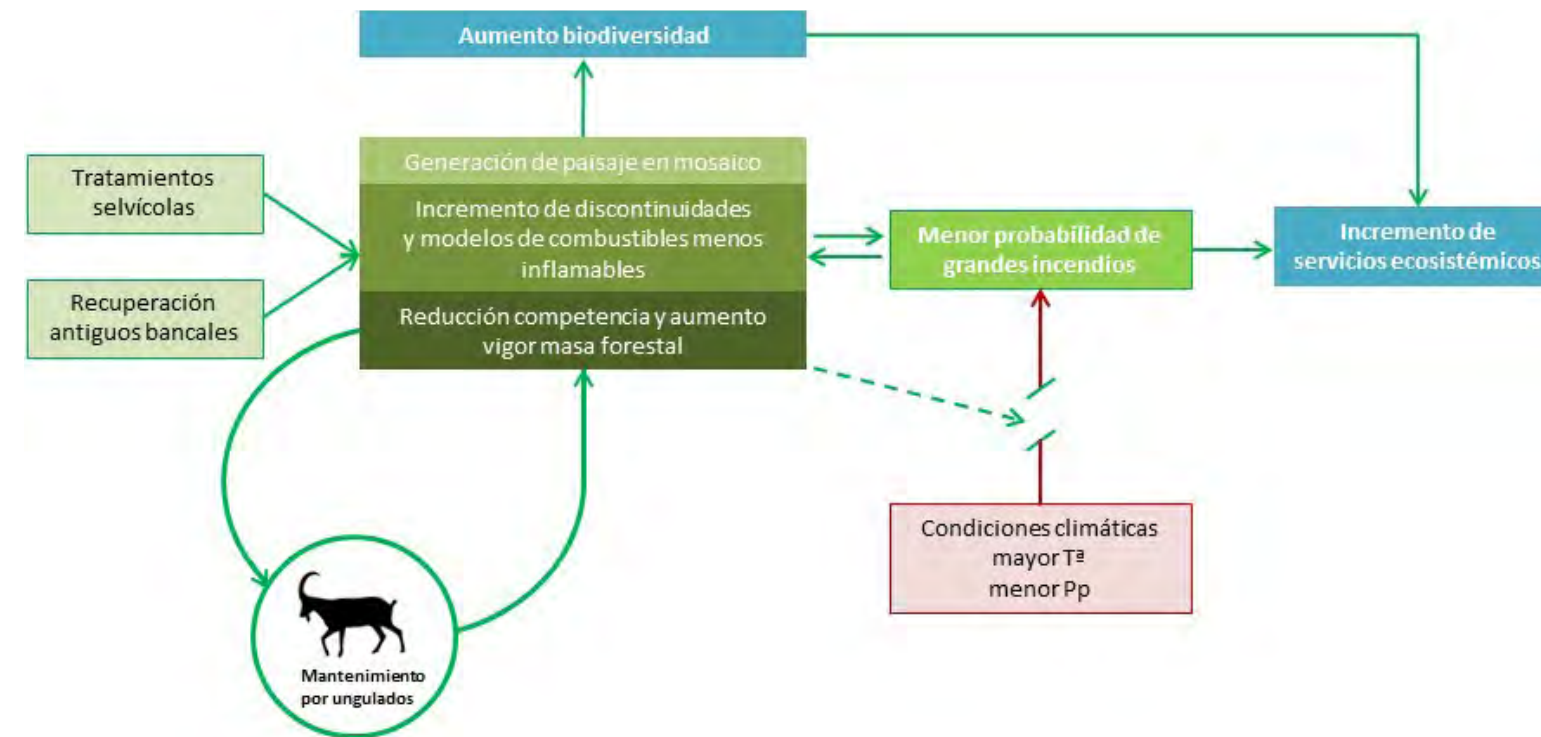 Aumento biodiversidad
Tratamientos
selvícolas
Recuperación
antiguos bancales
Generación de paisaje en mosaico
Incremento de discontinuidades
y modelos de combustibles menos
inflamables
Reducción competencia y aumento
vigor masa forestal
Menor probabilidad de
grandes incendios
Incremento de
servicios ecosistémicos
Condiciones climáticas
mayor Tª
menor Pp
Mantenimiento
por ungulados